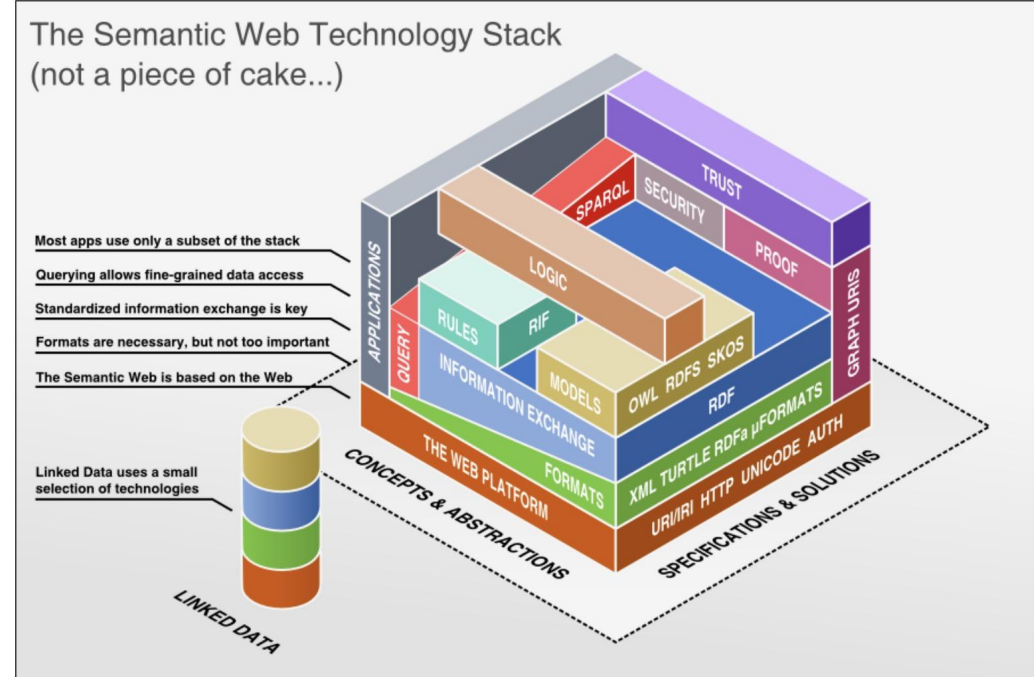 The Semantic Web Technology Stack
(not a piece of cake...)
Most apps use only a subset of the stack
Querying allows fine-grained data access
Standardized information exchange is key
Formats are necessary, but not too important
The Semantic Web is based on the Web
Linked Data uses a small
selection of technologies
LINKED DATA
APPLICATIONS
QUERY
SPARQL
SECURITY
TRUST
PROOF
GRAPH URIS
LOGIC
RULES
RIF
MODELS
OWL RDFS SKOS
INFORMATION EXCHANGE
RDF
FORMATS
XML TURTLE RDFa µFORMATS
THE WEB PLATFORM
URI/IRI HTTP UNICODE AUTH
CONCEPTS & ABSTRACTIONS
SPECIFICATIONS & SOLUTIONS